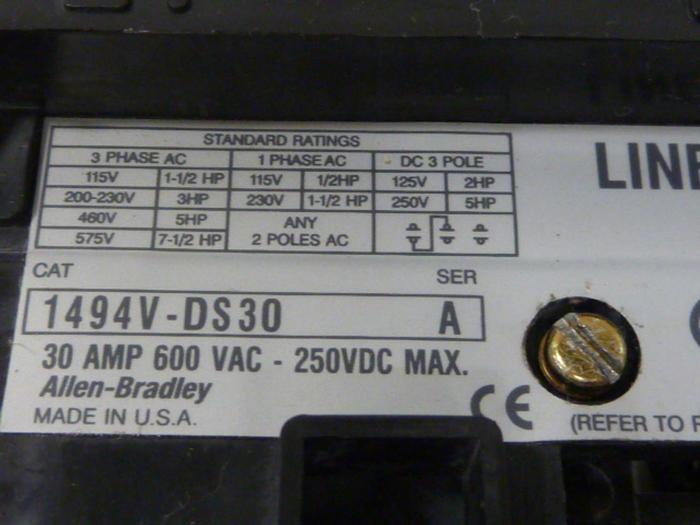 STANDARD RATINGS
3 PHASE AC 1 PHASE AC DC 3 POLE
115V 1-1/2 HP 115V 1/2HP 125V 2HP
200-230V 3HP 230V 1-1/2 HP 250V 5HP
460V 5HP ANY
575V 7-1/2 HP 2 POLES AC
LINE
CAT SER
1494V-DS30 A
30 AMP 600 VAC - 250VDC MAX.
Allen-Bradley
MADE IN U.S.A. CE
(REFER TO